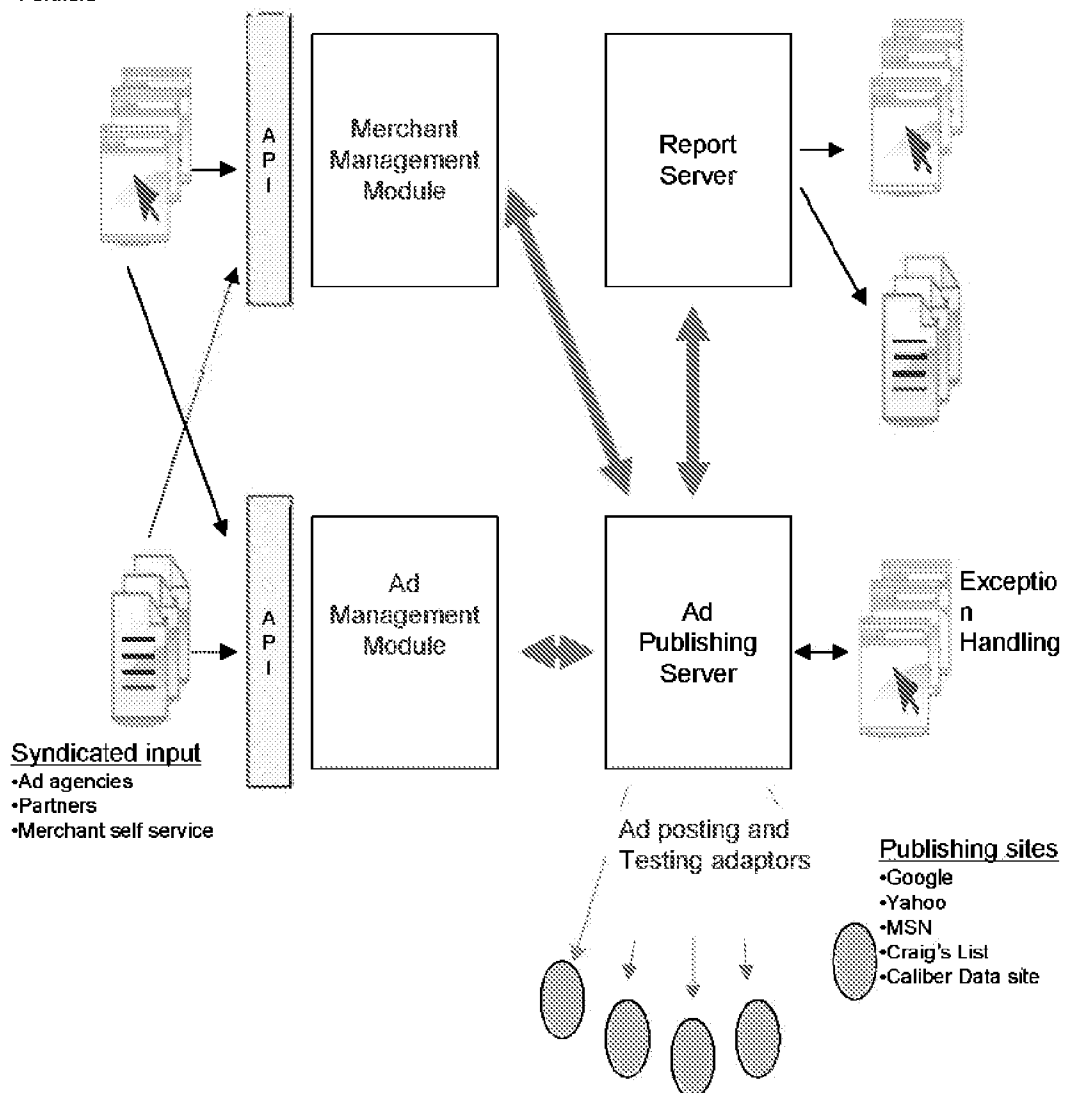 A
P
I
Merchant
Management
Module
Report
Server
A
P
I
Ad
Management
Module
Ad
Publishing
Server
Exceptio
n
Handling
Syndicated input
•Ad agencies
•Partners
•Merchant self service
Ad posting and
Testing adaptors
Publishing sites
•Google
•Yahoo
•MSN
•Craig's List
•Caliber Data site